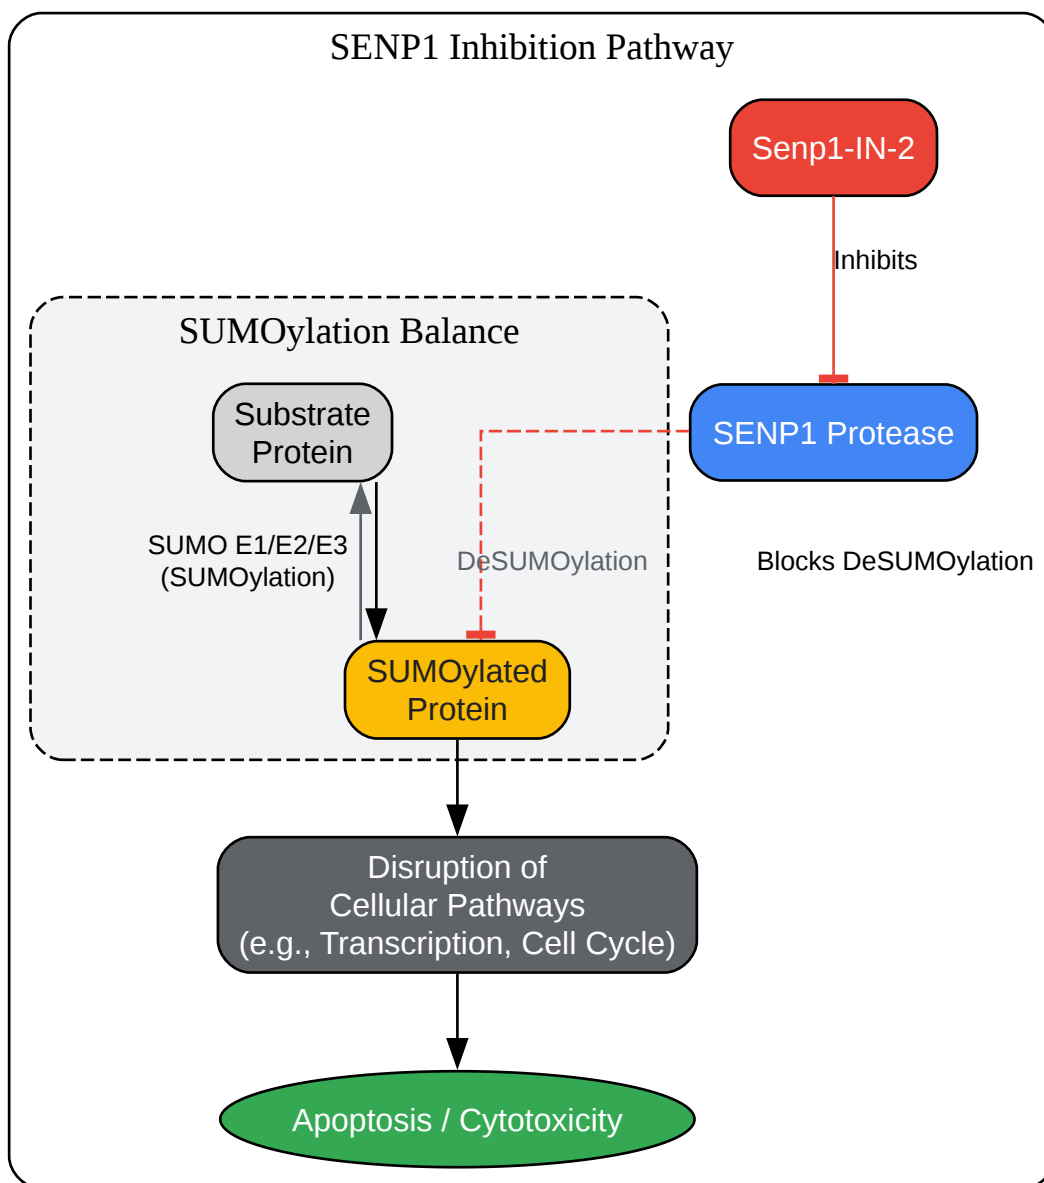 SENP1 Inhibition Pathway
Senp1-IN-2
Inhibits
SUMOylation Balance
Substrate
Protein
SENP1 Protease
SUMO E1/E2/E3
(SUMOylation)
DeSUMOylation
Blocks DeSUMOylation
SUMOylated
Protein
Disruption of
Cellular Pathways
(e.g., Transcription, Cell Cycle)
Apoptosis / Cytotoxicity